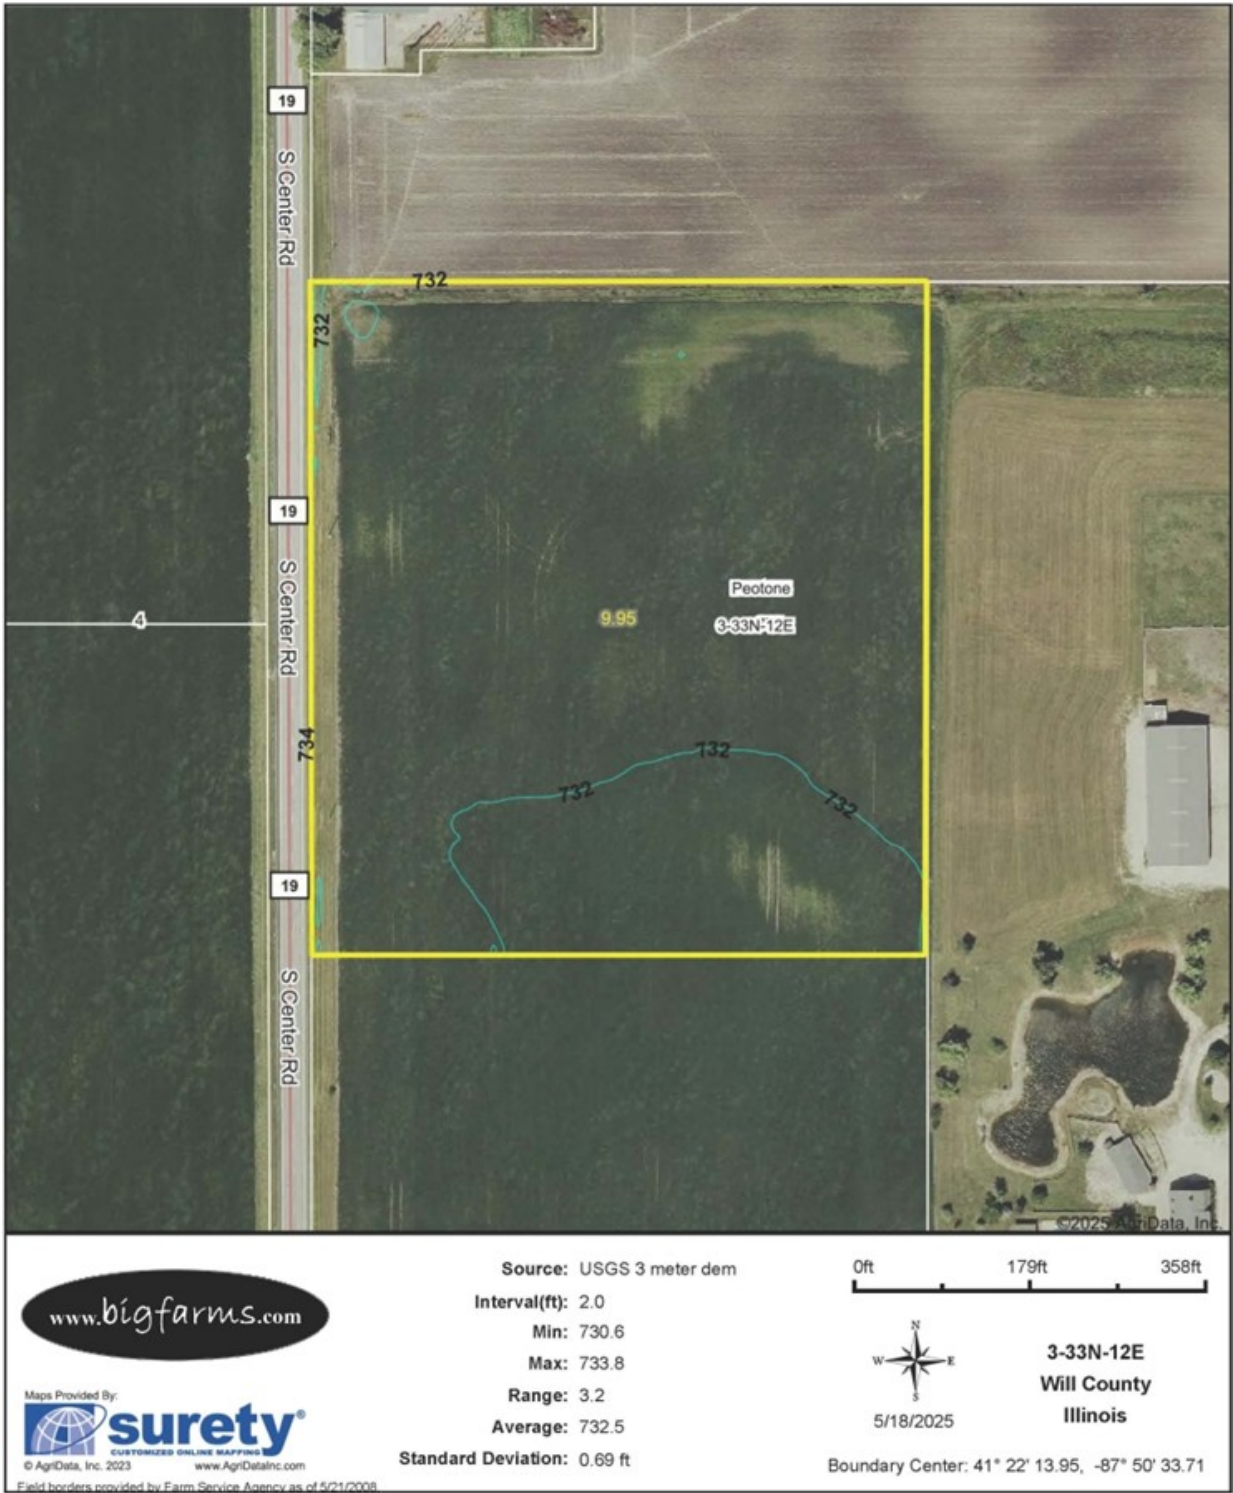 19
S Center Rd
732
732
19
Peotone
9.95
3-33N-12E
4
S Center Rd
734
732
732
732
19
S Center Rd
©2025 AgriData, Inc.
www.bigfarms.com
Maps Provided By:
surety®
CUSTOMIZED ONLINE MAPPING
© AgriData, Inc. 2023 www.AgriDataInc.com
Field borders provided by Farm Service Agency as of 5/21/2008.
Source: USGS 3 meter dem
Interval(ft): 2.0
Min: 730.6
Max: 733.8
Range: 3.2
Average: 732.5
Standard Deviation: 0.69 ft
0ft 179ft 358ft
N
W E
S
5/18/2025
3-33N-12E
Will County
Illinois
Boundary Center: 41° 22' 13.95, -87° 50' 33.71